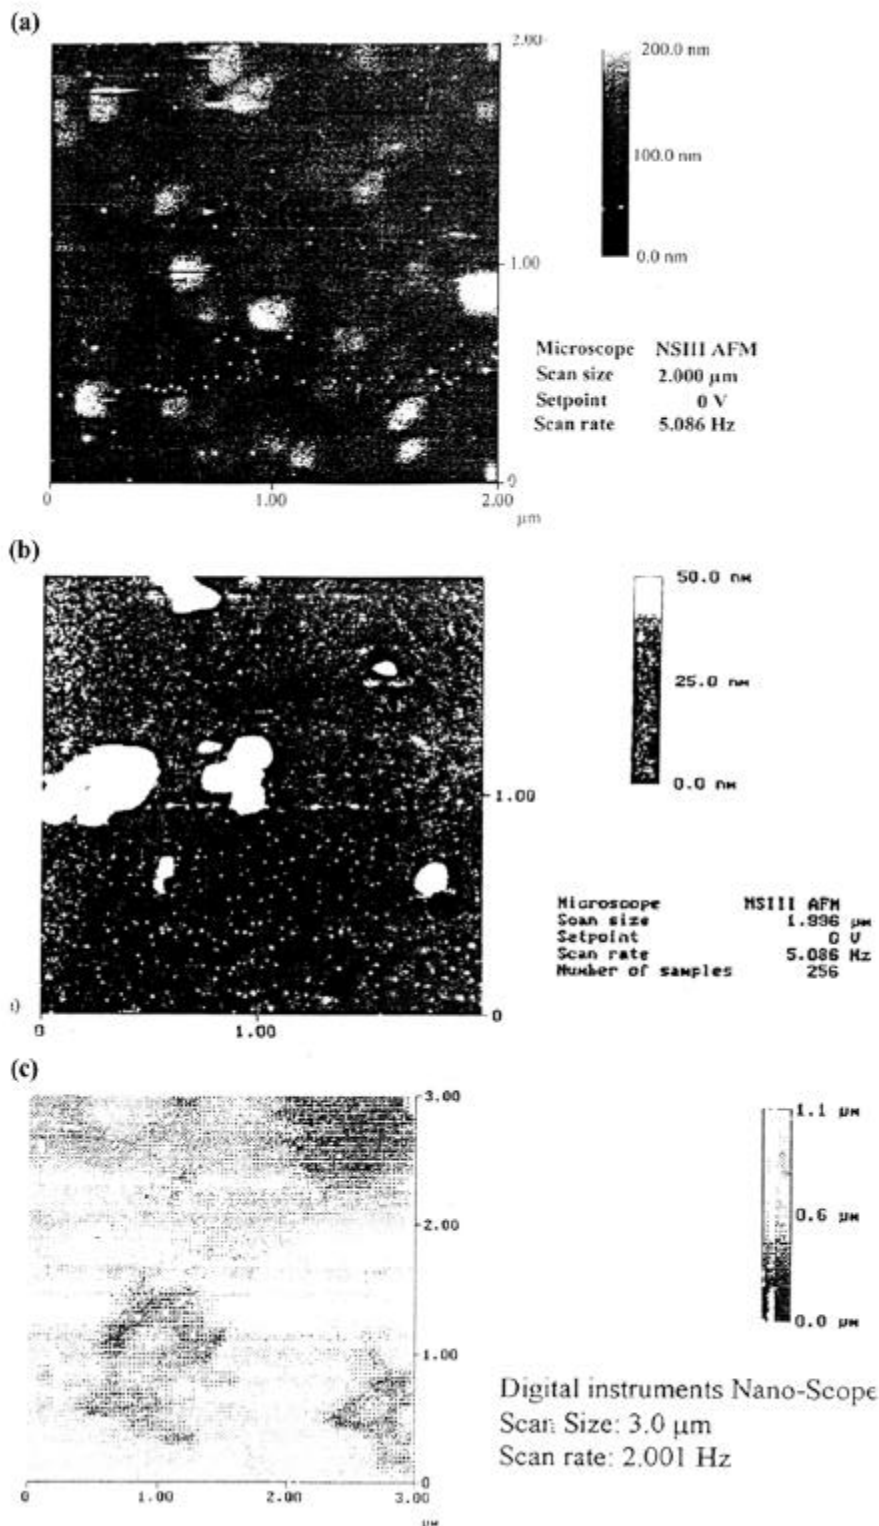 (a)
2.00
200.0 nm
100.0 nm
0.0 nm
1.00
Microscope NSIII AFM
Scan size 2.000 μm
Setpoint 0 V
Scan rate 5.086 Hz
0
0 1.00 2.00
μm
(b)
50.0 nm
25.0 nm
0.0 nm
1.00
Microscope NSIII AFM
Scan size 1.996 μm
Setpoint 0 V
Scan rate 5.086 Hz
Number of samples 256
0
0 1.00
(c)
3.00
1.1 μm
2.00
0.6 μm
0.0 μm
1.00
Digital instruments Nano-Scope
Scan Size: 3.0 μm
Scan rate: 2.001 Hz
0
0 1.00 2.00 3.00
μm